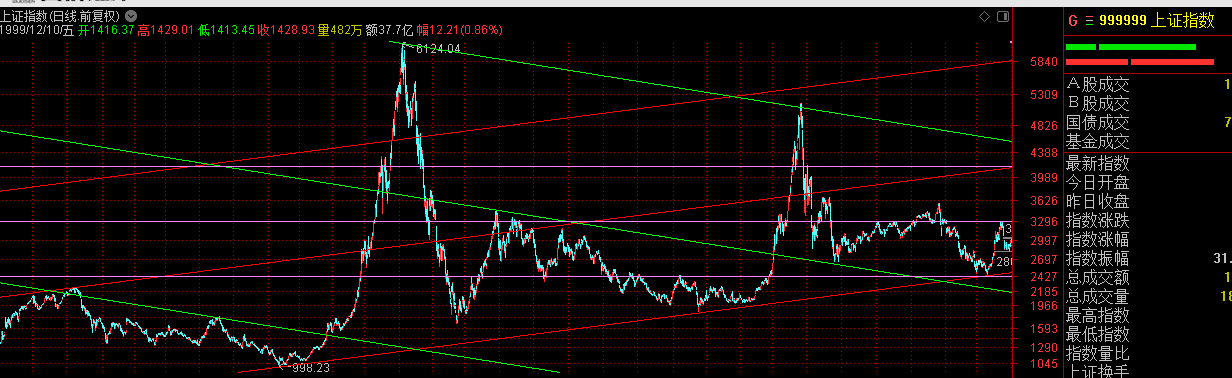 上证指数(日线.前复权)
1999/12/10/五 开1416.37 高1429.01 低1413.45 收1428.93 量482万 额37.7亿 幅12.21(0.86%)
6124.04
998.23
5840
5309
4826
4388
3989
3626
3296
2997
2697
2427
2185
1986
1593
1290
1045
G 999999 上证指数
A股成交
B股成交
国债成交
基金成交
最新指数
今日开盘
昨日收盘
指数涨跌
指数涨幅
指数振幅 31.
总成交额
总成交量 18
最高指数
最低指数
指数量比
上证换手